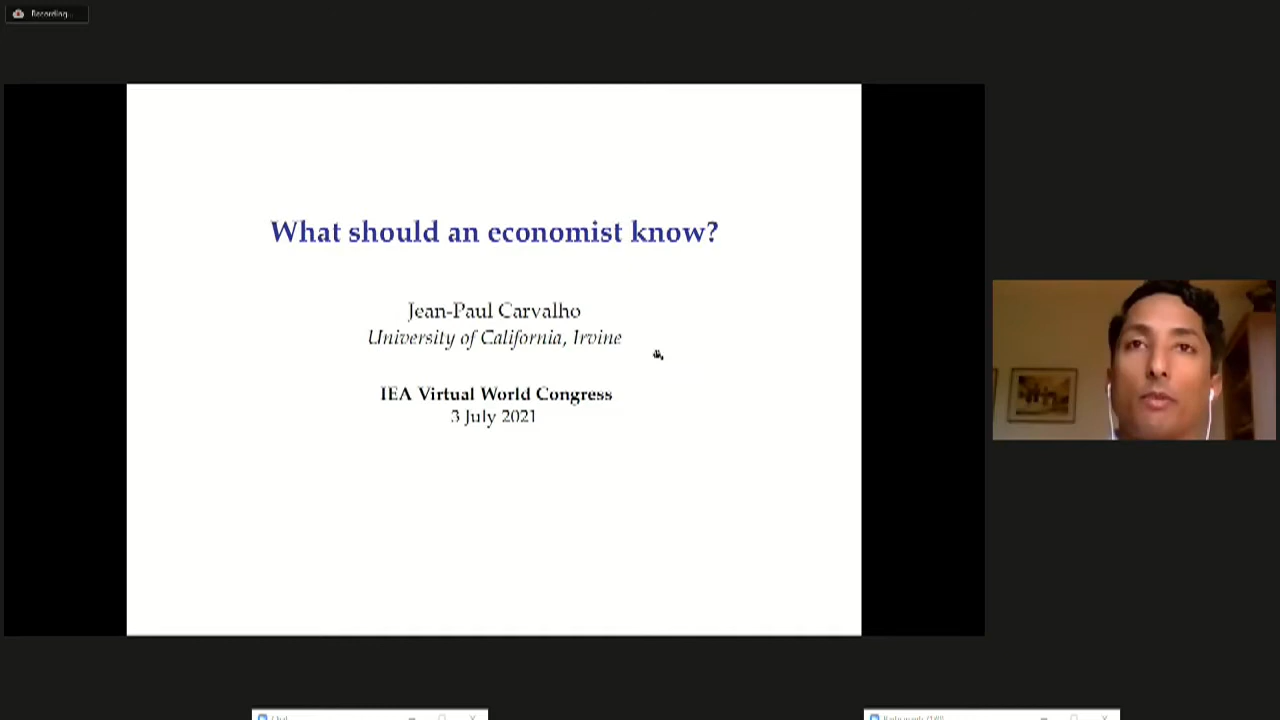 Recording...
What should an economist know?
Jean-Paul Carvalho
University of California, Irvine
IEA Virtual World Congress
3 July 2021